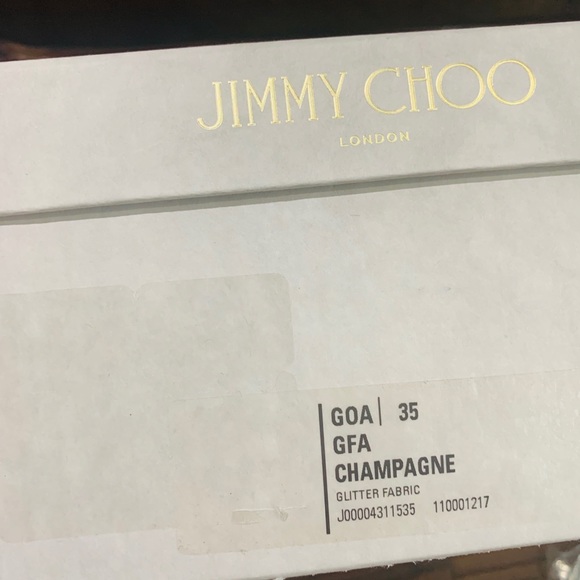 JIMMY CHOO
LONDON
GOA| 35
GFA
CHAMPAGNE
GLITTER FABRIC
J00004311535 110001217